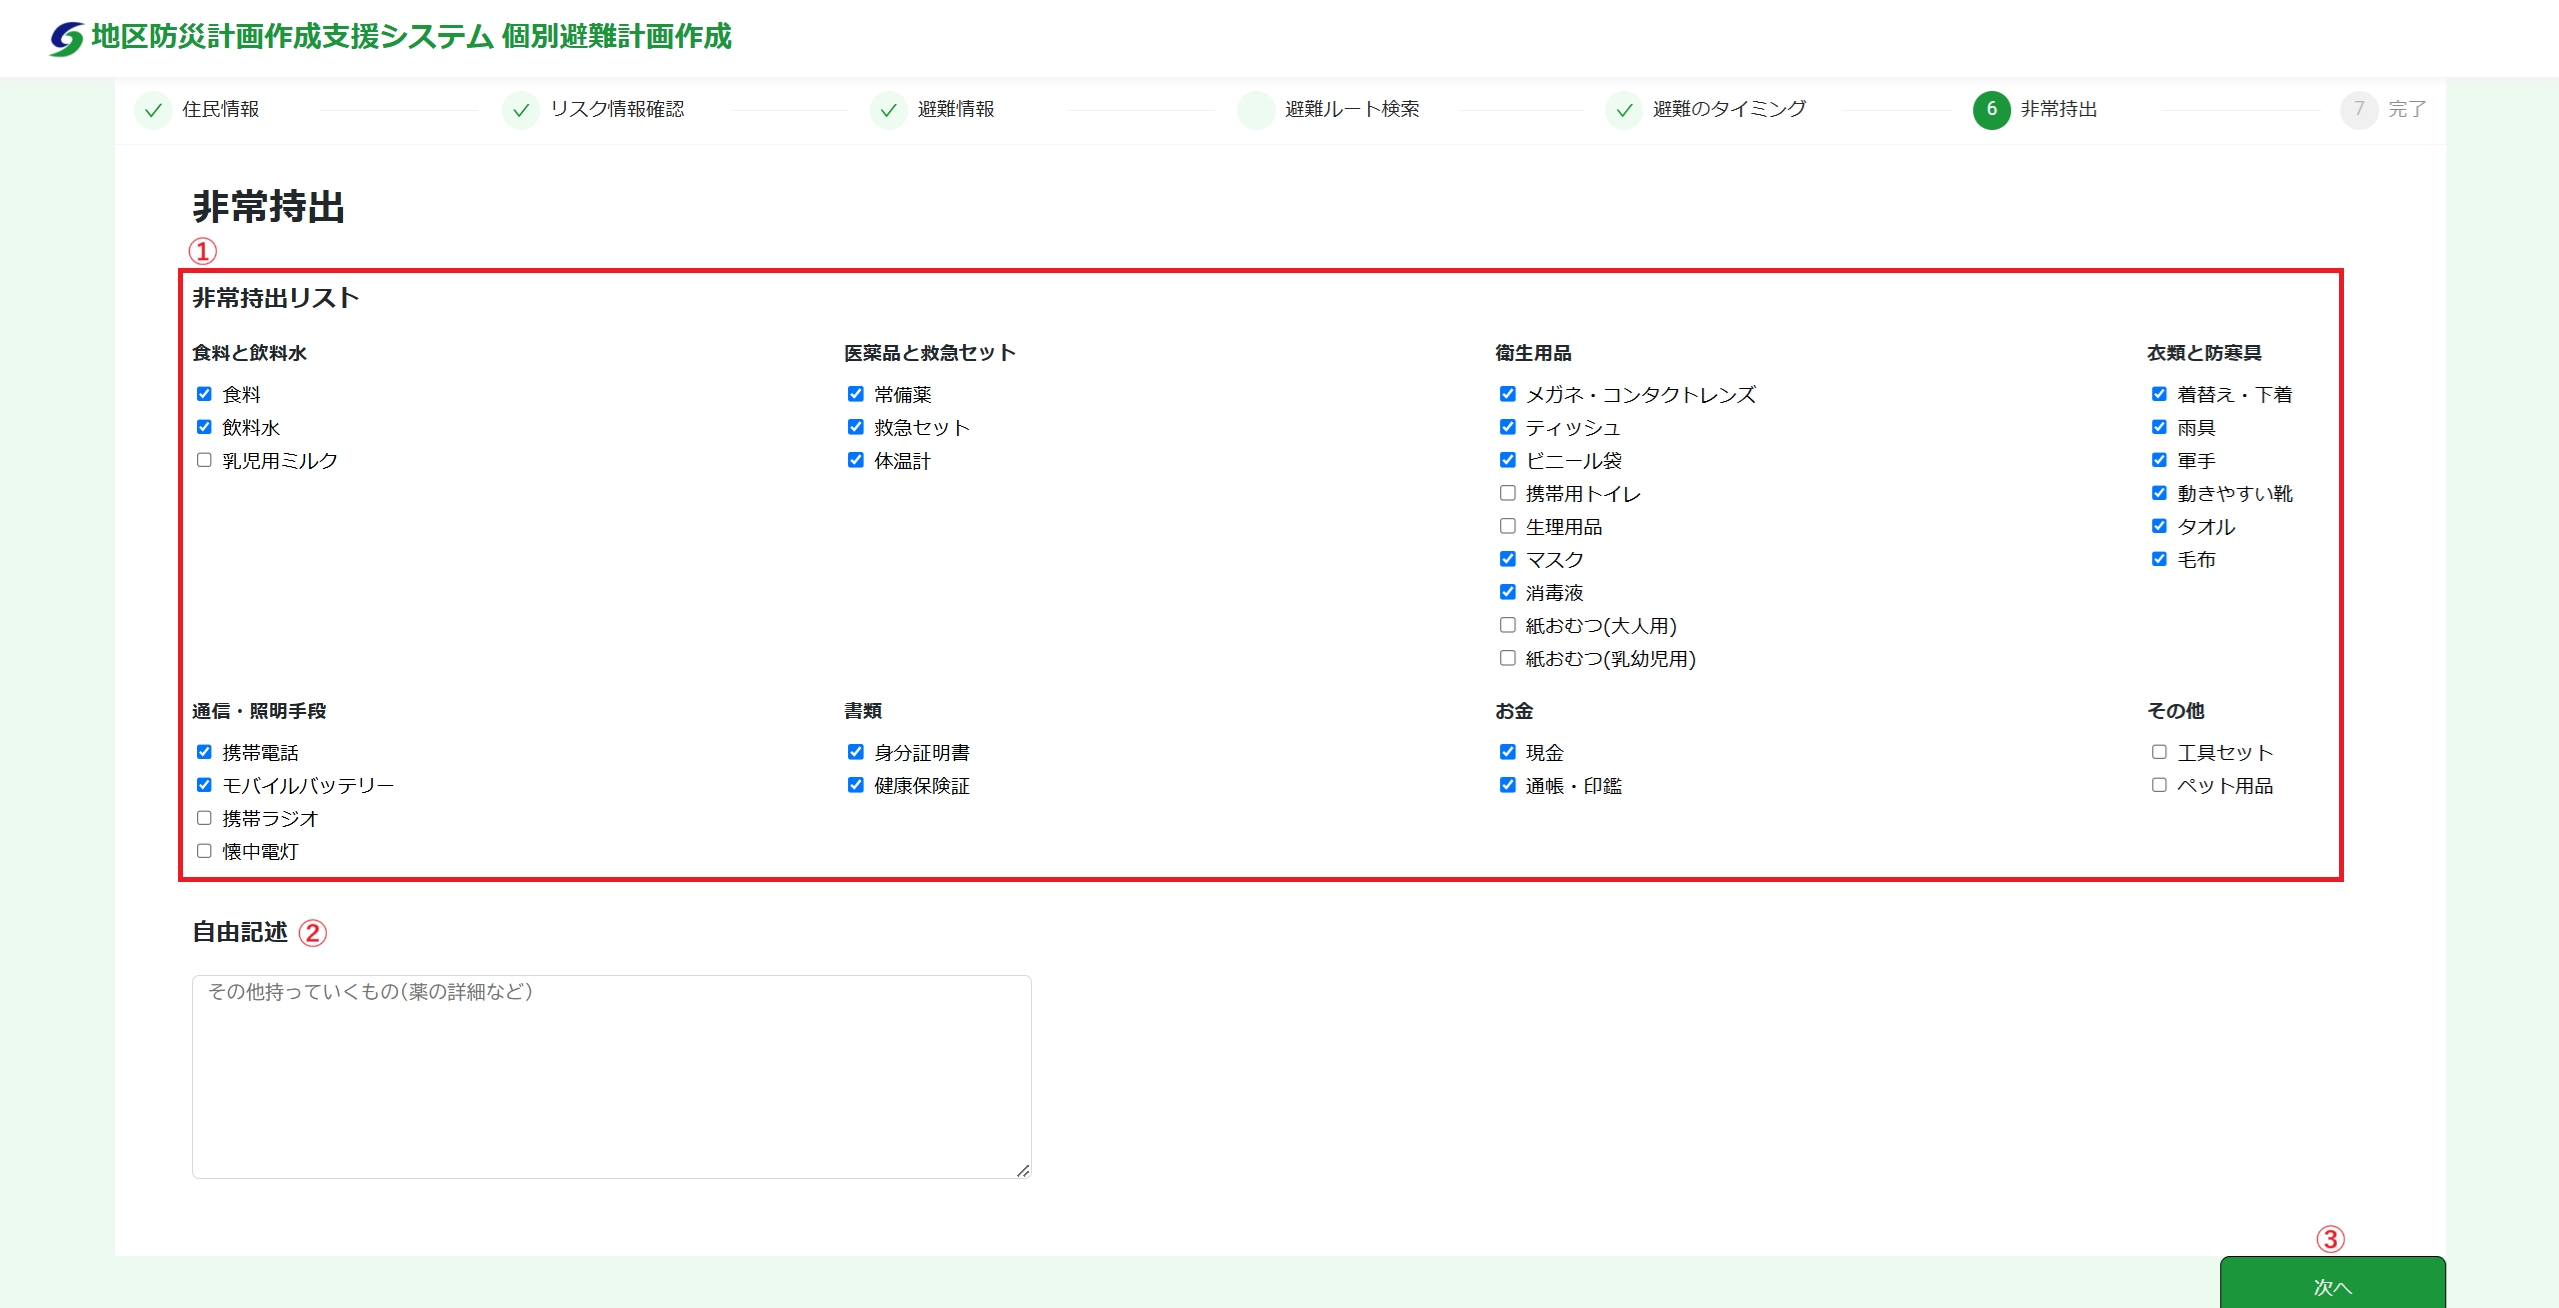 地区防災計画作成支援システム 個別避難計画作成
住民情報
リスク情報確認
避難情報
避難ルート検索
避難のタイミング
6 非常持出
7 完了
非常持出
①
非常持出リスト
食料と飲料水
食料
飲料水
乳児用ミルク
医薬品と救急セット
常備薬
救急セット
体温計
衛生用品
メガネ・コンタクトレンズ
ティッシュ
ビニール袋
携帯用トイレ
生理用品
マスク
消毒液
紙おむつ(大人用)
紙おむつ(乳幼児用)
衣類と防寒具
着替え・下着
雨具
軍手
動きやすい靴
タオル
毛布
通信・照明手段
携帯電話
モバイルバッテリー
携帯ラジオ
懐中電灯
書類
身分証明書
健康保険証
お金
現金
通帳・印鑑
その他
工具セット
ペット用品
自由記述 ②
その他持っていくもの(薬の詳細など)
③
次へ